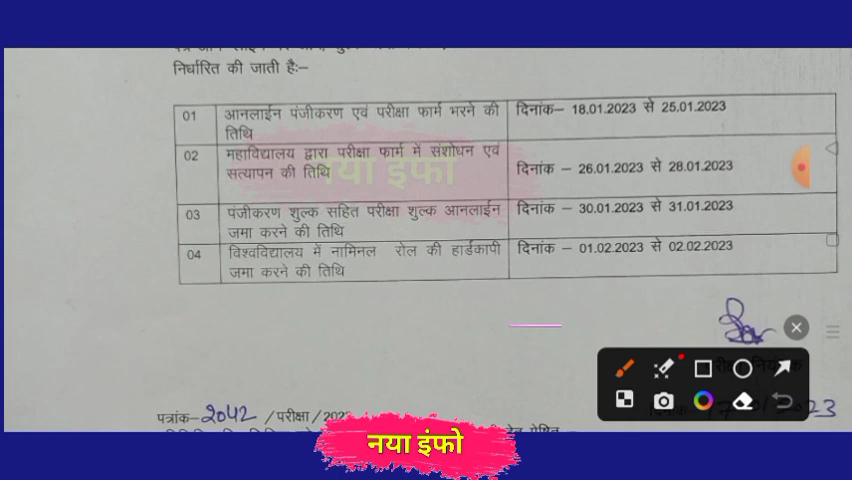 निर्धारित की जाती है:–
01 आनलाईन पंजीकरण एवं परीक्षा फार्म भरने की दिनांक– 18.01.2023 से 25.01.2023
तिथि
02 महाविद्यालय द्वारा परीक्षा फार्म में संशोधन एवं
सत्यापन की तिथि दिनांक – 26.01.2023 से 28.01.2023
नया इंफो
03 पंजीकरण शुल्क सहित परीक्षा शुल्क आनलाईन दिनांक – 30.01.2023 से 31.01.2023
जमा करने की तिथि
04 विश्वविद्यालय में नामिनल रोल की हार्डकापी दिनांक – 01.02.2023 से 02.02.2023
जमा करने की तिथि
पत्रांक–2042 /परीक्षा/202
नया इंफो